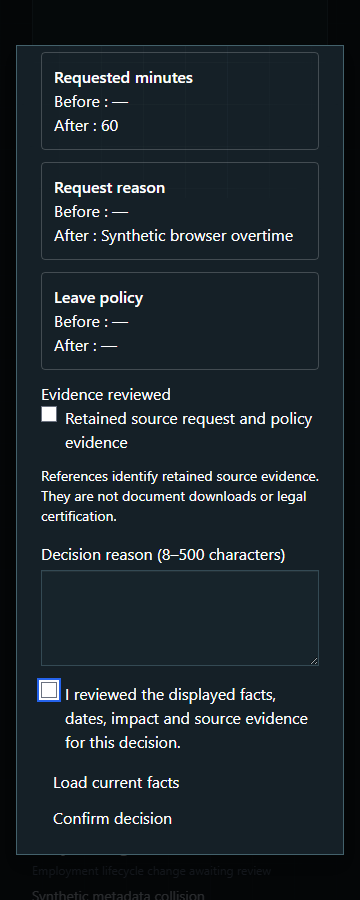 Requested minutes
Before : —
After : 60
Request reason
Before : —
After : Synthetic browser overtime
Leave policy
Before : —
After : —
Evidence reviewed
Retained source request and policy
evidence
References identify retained source evidence.
They are not document downloads or legal
certification.
Decision reason (8–500 characters)
I reviewed the displayed facts,
dates, impact and source evidence
for this decision.
Load current facts
Confirm decision
Employment lifecycle change awaiting review
Synthetic metadata collision